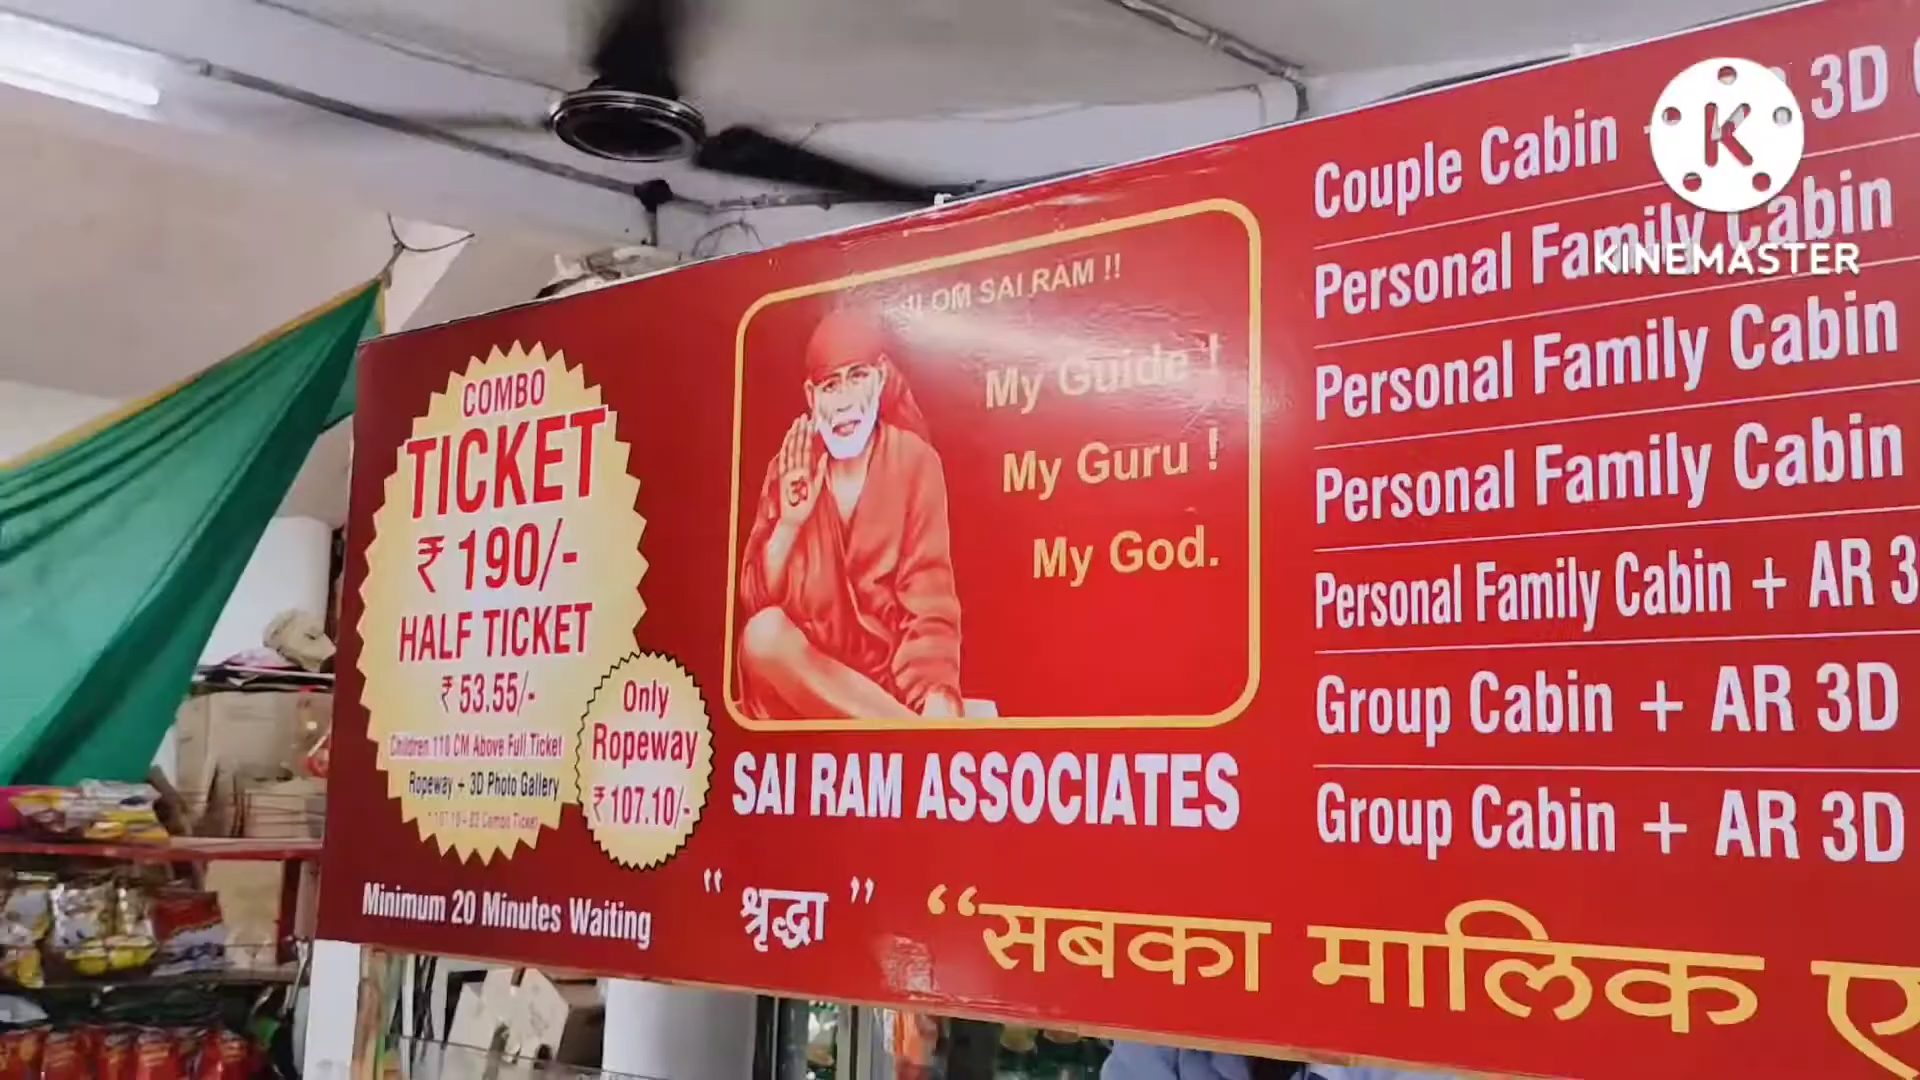 COMBO
TICKET
₹ 190/-
HALF TICKET
₹ 53.55/-
Children 110 CM Above Full Ticket
Ropeway + 3D Photo Gallery
Only
Ropeway
₹ 107.10/-
Minimum 20 Minutes Waiting
!! OM SAI RAM !!
My Guide !
My Guru !
My God.
ॐ
SAI RAM ASSOCIATES
" श्रृद्धा "
"सबका मालिक
Couple Cabin + 3D
Personal Family Cabin
Personal Family Cabin
Personal Family Cabin
Personal Family Cabin + AR 3
Group Cabin + AR 3D
Group Cabin + AR 3D
K
KINEMASTER